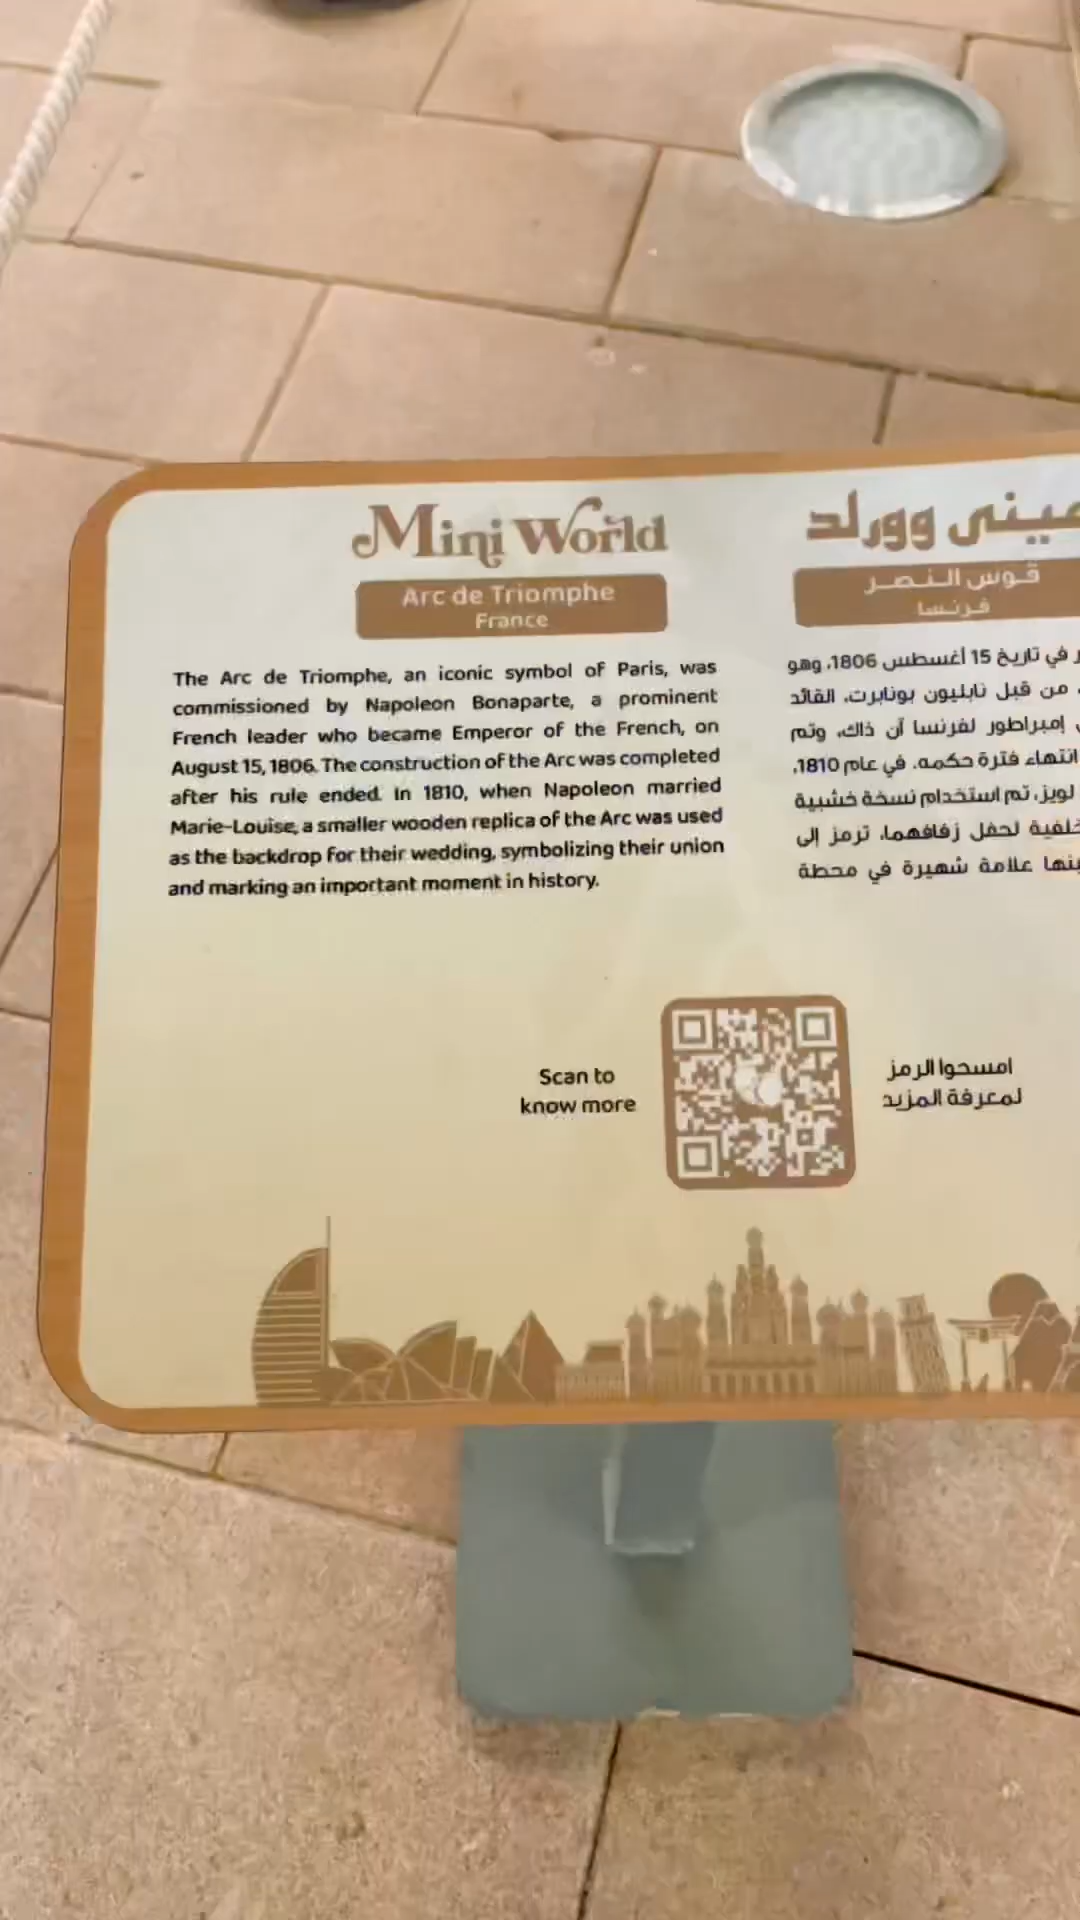 Mini World
Arc de Triomphe
France
The Arc de Triomphe, an iconic symbol of Paris, was
commissioned by Napoleon Bonaparte, a prominent
French leader who became Emperor of the French, on
August 15, 1806. The construction of the Arc was completed
after his rule ended. In 1810, when Napoleon married
Marie-Louise, a smaller wooden replica of the Arc was used
as the backdrop for their wedding, symbolizing their union
and marking an important moment in history.
ميني وورلد
قوس النصر
فرنسا
في تاريخ 15 أغسطس 1806، وهو
من قبل نابليون بونابرت، القائد
إمبراطور لفرنسا آن ذاك، وتم
انتهاء فترة حكمه. في عام 1810،
لويز، تم استخدام نسخة خشبية
لحفل زفافهما، ترمز إلى
علامة شهيرة في محطة
Scan to
know more
امسحوا الرمز
لمعرفة المزيد